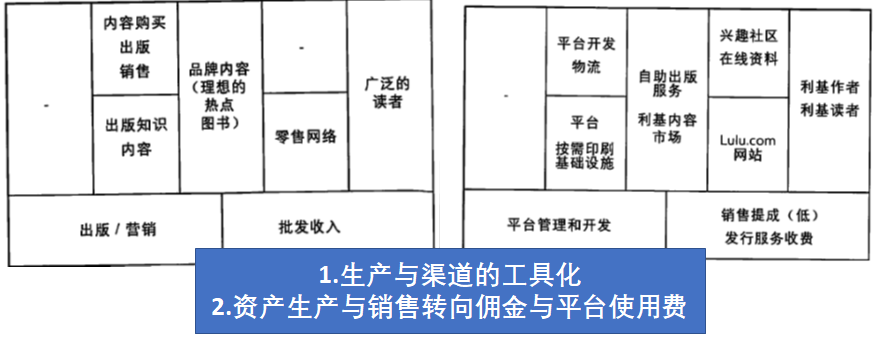 -
内容购买
出版
销售
出版知识
内容
品牌内容
（理想的
热点
图书）
-
零售网络
广泛的
读者
出版 / 营销
批发收入
-
平台开发
物流
平台
按需印刷
基础设施
自助出版
服务
利基内容
市场
兴趣社区
在线资料
Lulu.com
网站
利基作者
利基读者
平台管理和开发
销售提成（低）
发行服务收费
1.生产与渠道的工具化
2.资产生产与销售转向佣金与平台使用费